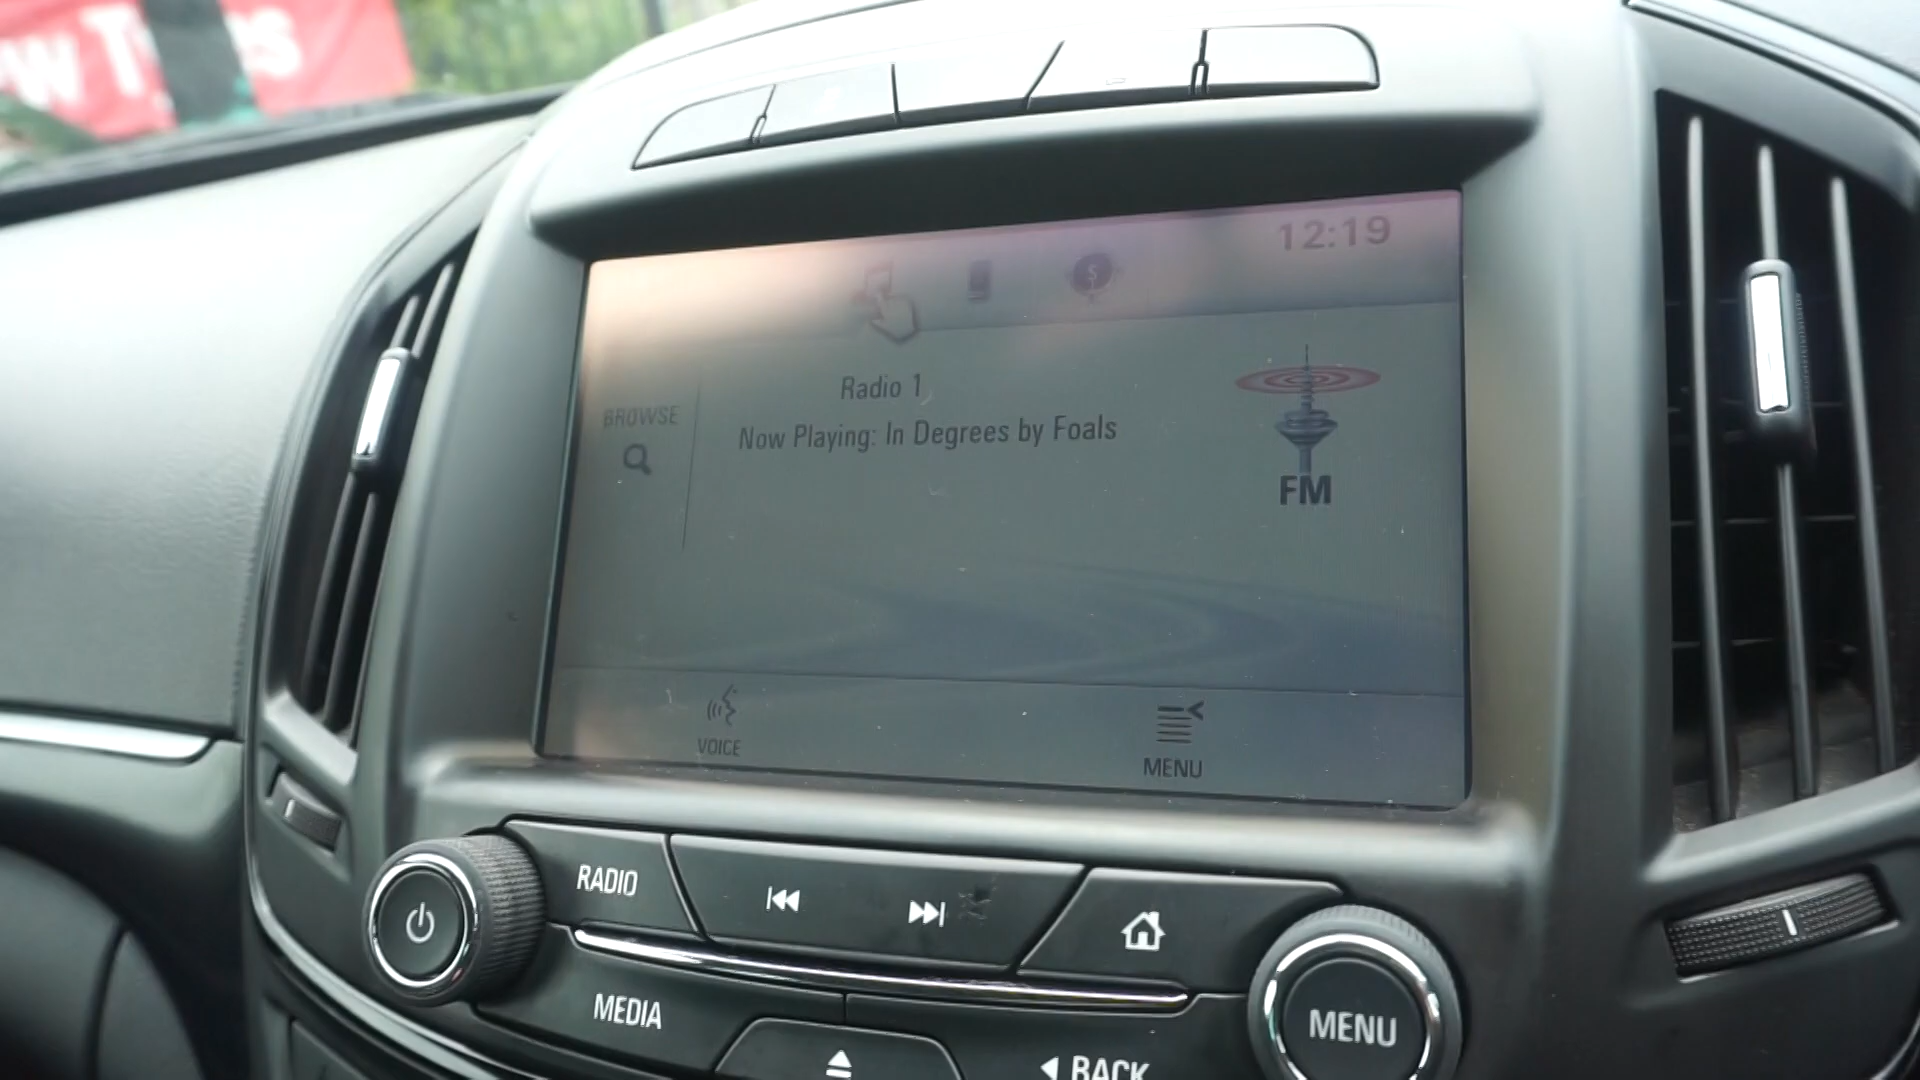 12:19
Radio 1
BROWSE
Now Playing: In Degrees by Foals
FM
VOICE
MENU
RADIO
MEDIA
MENU
BACK